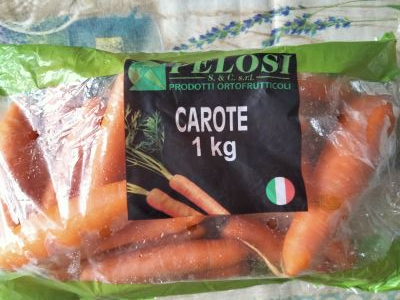 PELOSI
S. & C. s.r.l.
PRODOTTI ORTOFRUTTICOLI
CAROTE
1 kg